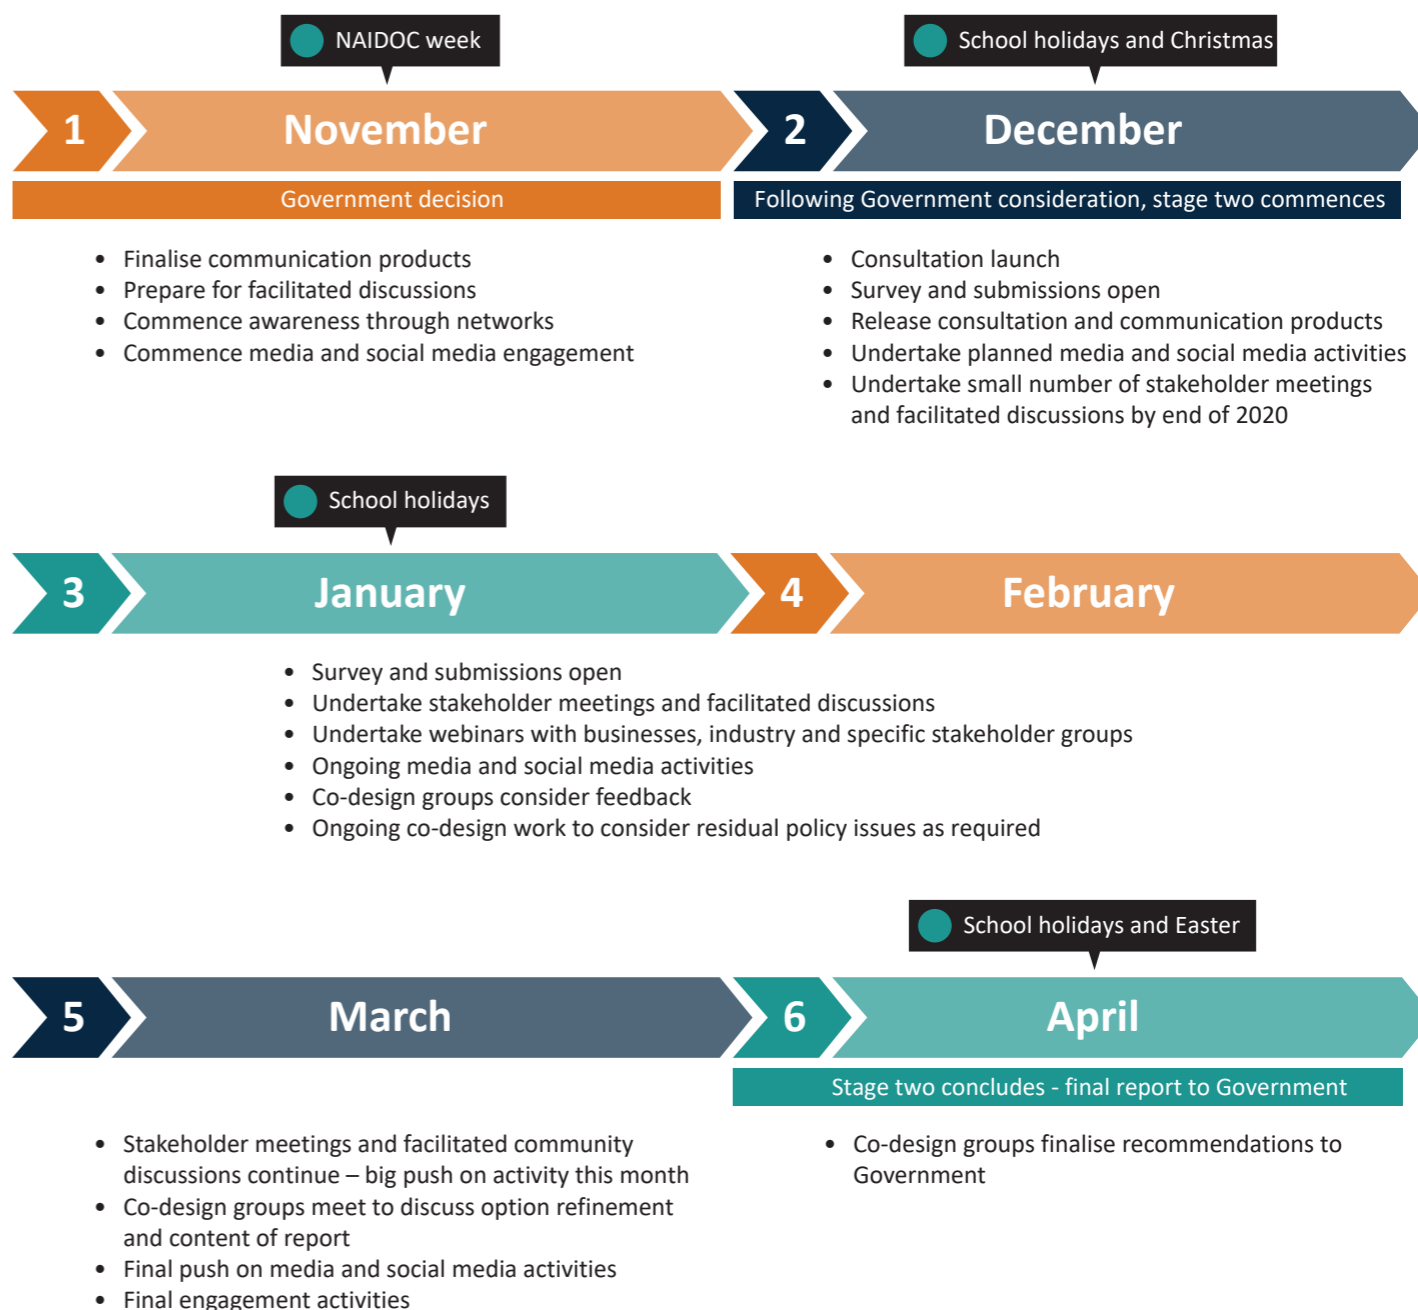 NAIDOC week
School holidays and Christmas
1 November
2 December
Government decision
Following Government consideration, stage two commences
• Finalise communication products
• Prepare for facilitated discussions
• Commence awareness through networks
• Commence media and social media engagement
• Consultation launch
• Survey and submissions open
• Release consultation and communication products
• Undertake planned media and social media activities
• Undertake small number of stakeholder meetings
and facilitated discussions by end of 2020
School holidays
3 January
4 February
• Survey and submissions open
• Undertake stakeholder meetings and facilitated discussions
• Undertake webinars with businesses, industry and specific stakeholder groups
• Ongoing media and social media activities
• Co-design groups consider feedback
• Ongoing co-design work to consider residual policy issues as required
School holidays and Easter
5 March
6 April
Stage two concludes - final report to Government
• Stakeholder meetings and facilitated community
discussions continue – big push on activity this month
• Co-design groups meet to discuss option refinement
and content of report
• Final push on media and social media activities
• Final engagement activities
• Co-design groups finalise recommendations to
Government